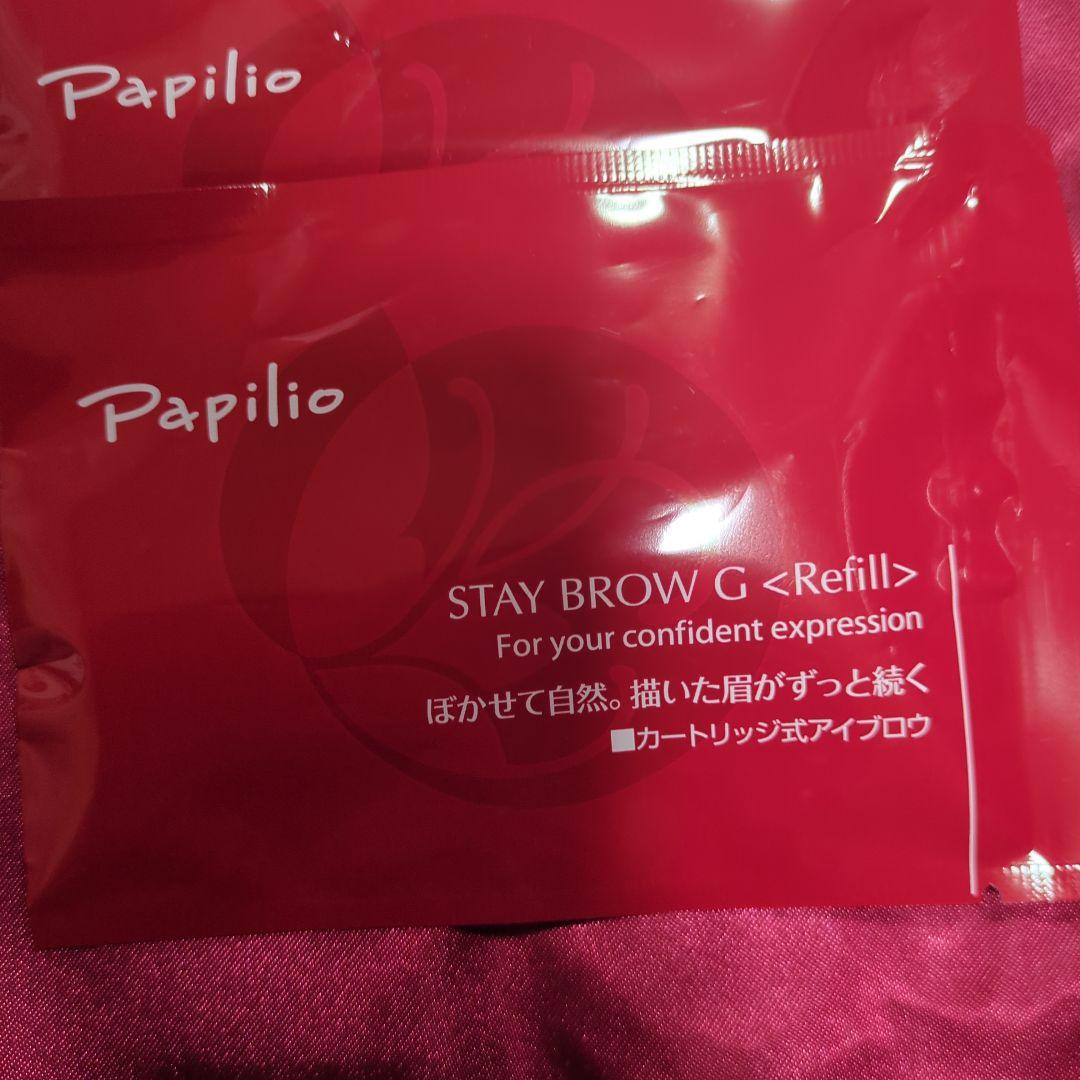 Papilio
Papilio
STAY BROW G <Refill>
For your confident expression
ぼかせて自然。描いた眉がずっと続く
■カートリッジ式アイブロウ